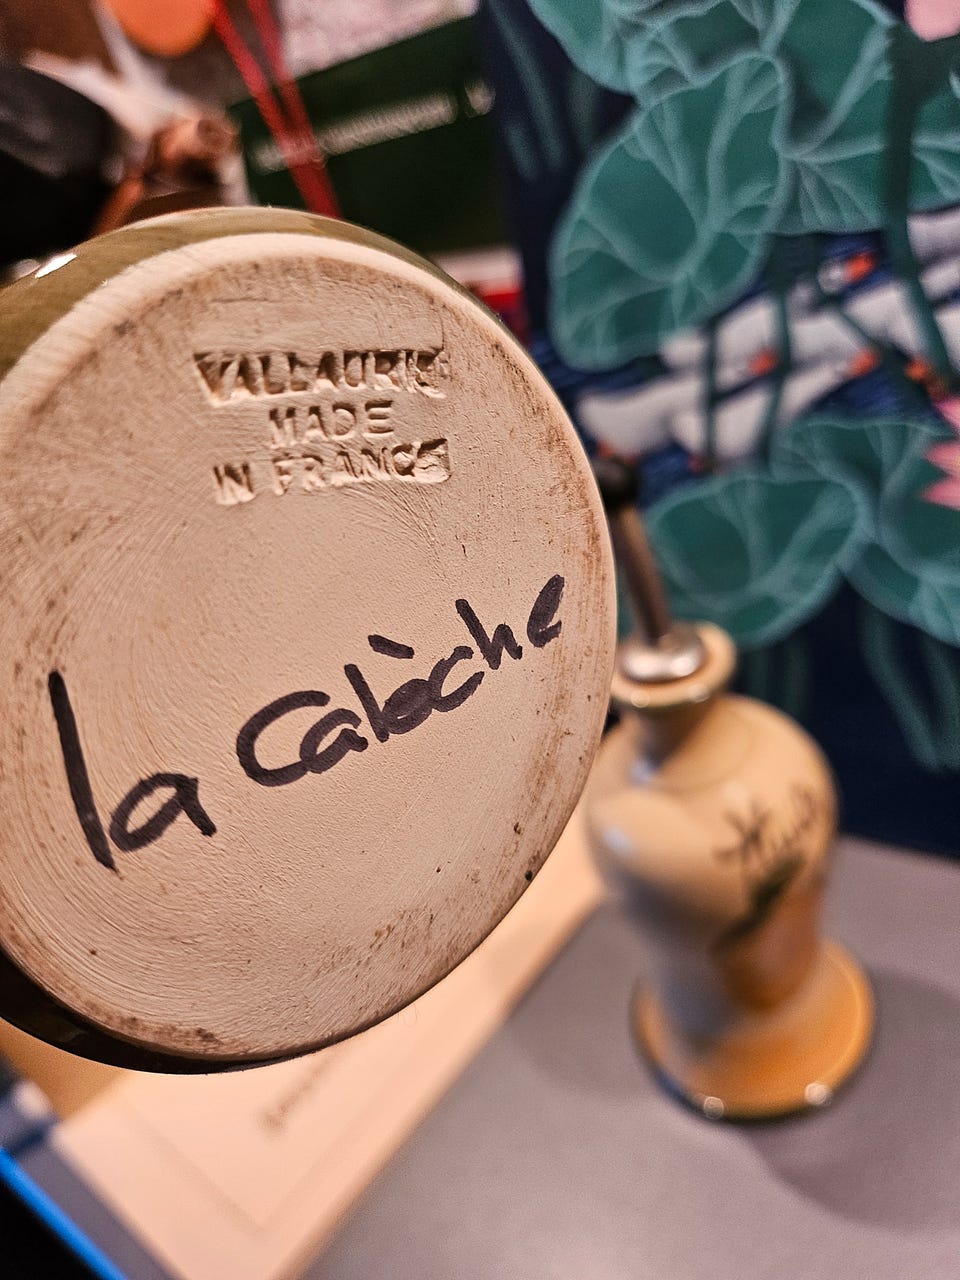 VALLAURIS
MADE
IN FRANCE
la Calèche